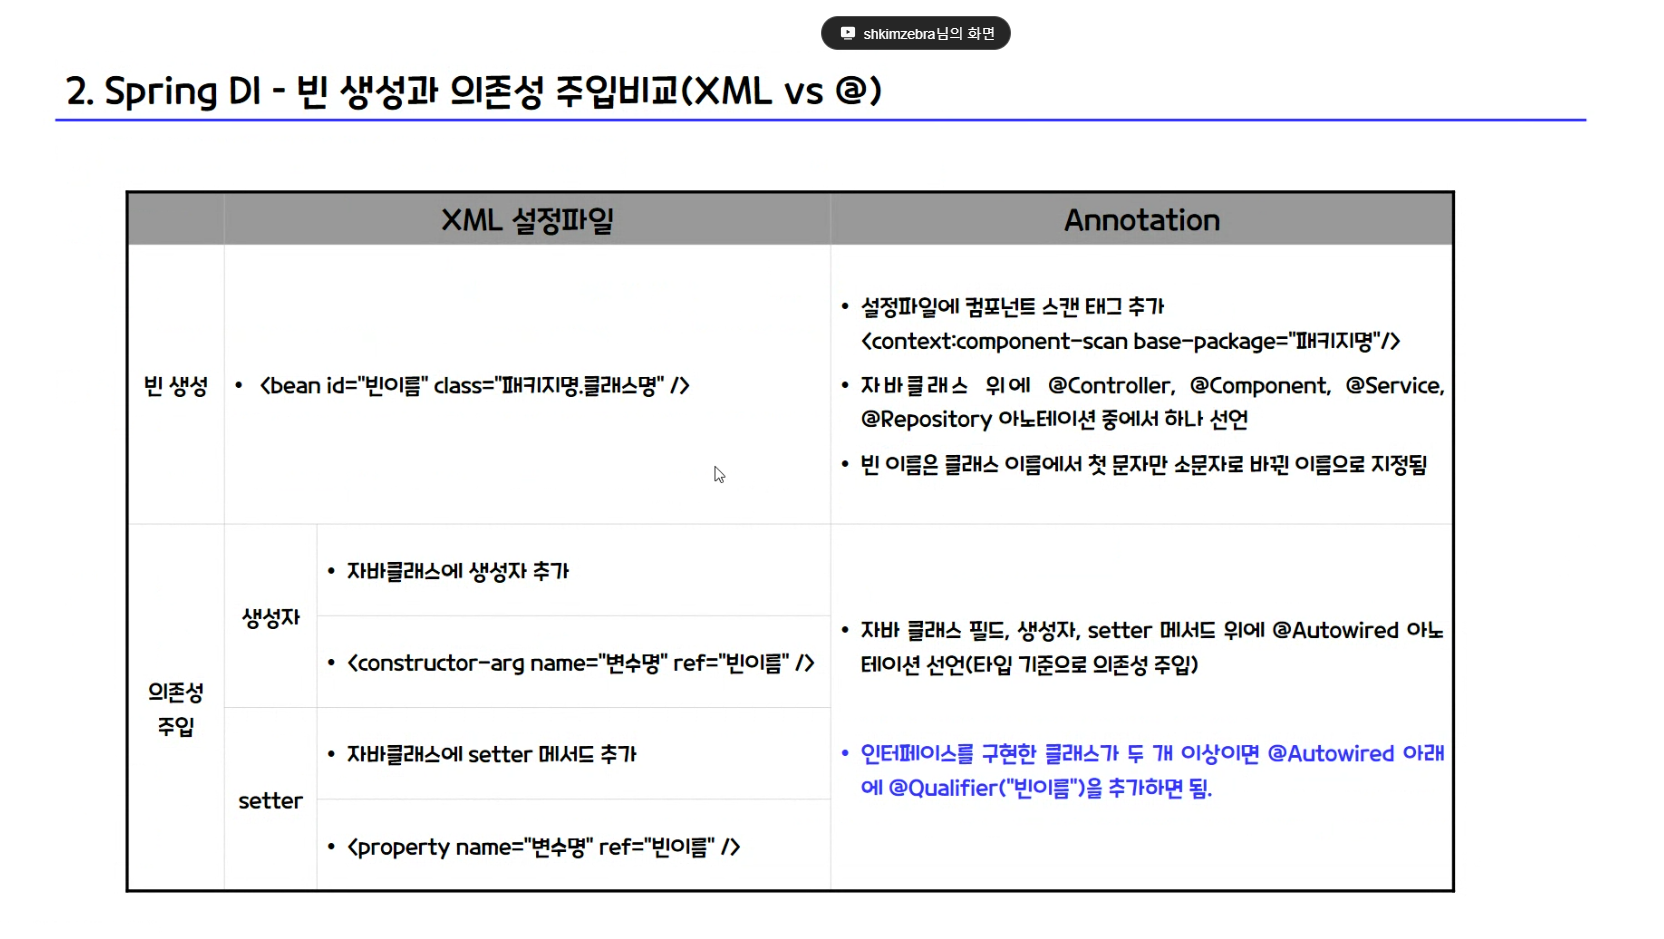 shkimzebra님의 화면
2. Spring DI - 빈 생성과 의존성 주입비교(XML vs @)
XML 설정파일
Annotation
빈 생성
• <bean id="빈이름" class="패키지명.클래스명" />
• 설정파일에 컴포넌트 스캔 태그 추가
<context:component-scan base-package="패키지명"/>
• 자바클래스 위에 @Controller, @Component, @Service,
@Repository 아노테이션 중에서 하나 선언
• 빈 이름은 클래스 이름에서 첫 문자만 소문자로 바뀐 이름으로 지정됨
의존성
주입
생성자
• 자바클래스에 생성자 추가
• <constructor-arg name="변수명" ref="빈이름" />
setter
• 자바클래스에 setter 메서드 추가
• <property name="변수명" ref="빈이름" />
• 자바 클래스 필드, 생성자, setter 메서드 위에 @Autowired 아노
테이션 선언(타입 기준으로 의존성 주입)
• 인터페이스를 구현한 클래스가 두 개 이상이면 @Autowired 아래
에 @Qualifier("빈이름")을 추가하면 됨.